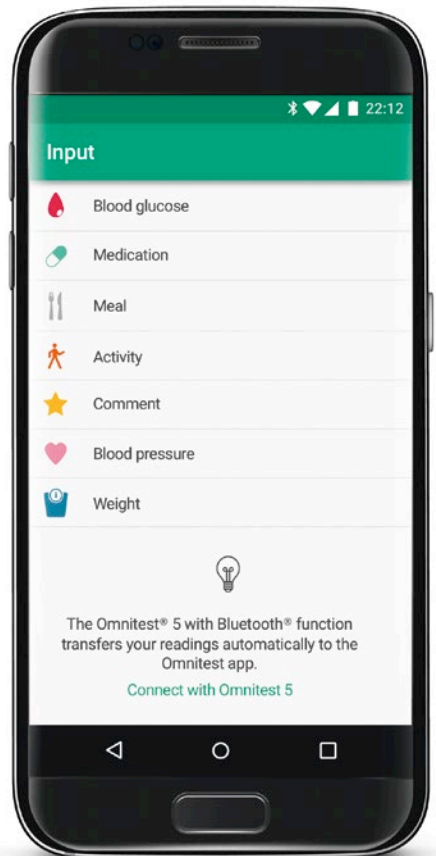 22:12
Input
Blood glucose
Medication
Meal
Activity
Comment
Blood pressure
Weight
The Omnitest® 5 with Bluetooth® function
transfers your readings automatically to the
Omnitest app.
Connect with Omnitest 5